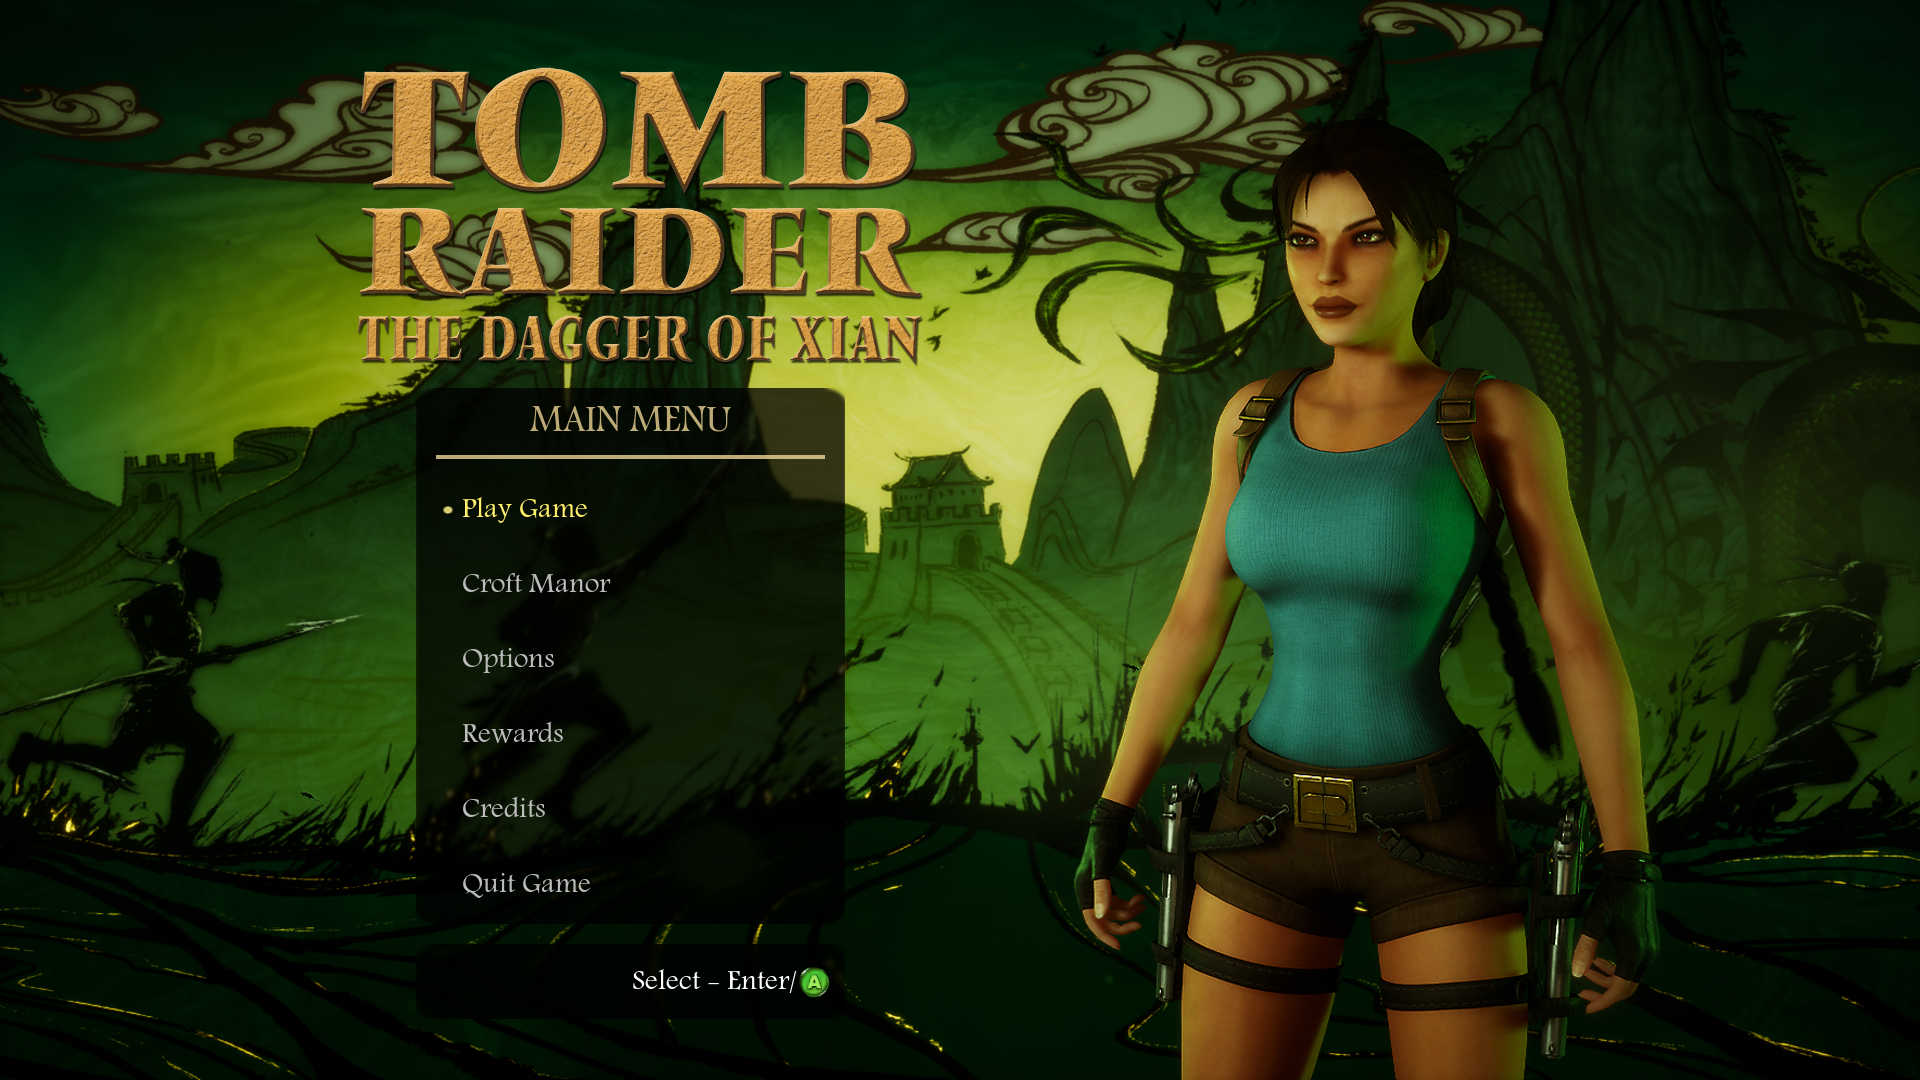 TOMB
RAIDER
THE DAGGER OF XIAN
MAIN MENU
Play Game
Croft Manor
Options
Rewards
Credits
Quit Game
Select - Enter/A